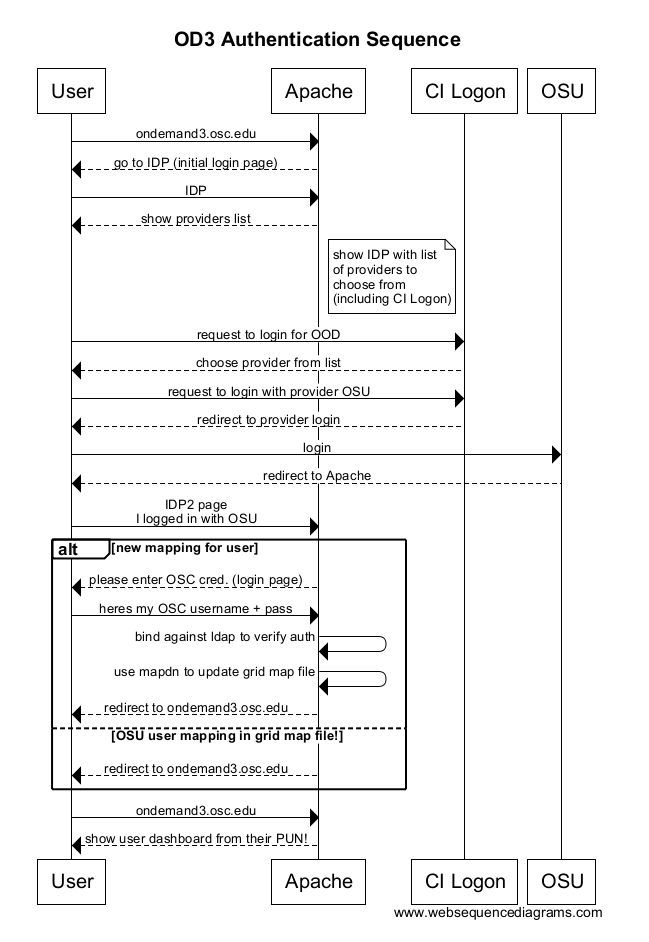 OD3 Authentication Sequence
User
Apache
CI Logon
OSU
ondemand3.osc.edu
go to IDP (initial login page)
IDP
show providers list
show IDP with list
of providers to
choose from
(including CI Logon)
request to login for OOD
choose provider from list
request to login with provider OSU
redirect to provider login
login
redirect to Apache
IDP2 page
I logged in with OSU
alt
[new mapping for user]
please enter OSC cred. (login page)
heres my OSC username + pass
bind against ldap to verify auth
use mapdn to update grid map file
redirect to ondemand3.osc.edu
[OSU user mapping in grid map file!]
redirect to ondemand3.osc.edu
ondemand3.osc.edu
show user dashboard from their PUN!
User
Apache
CI Logon
OSU
www.websequencediagrams.com